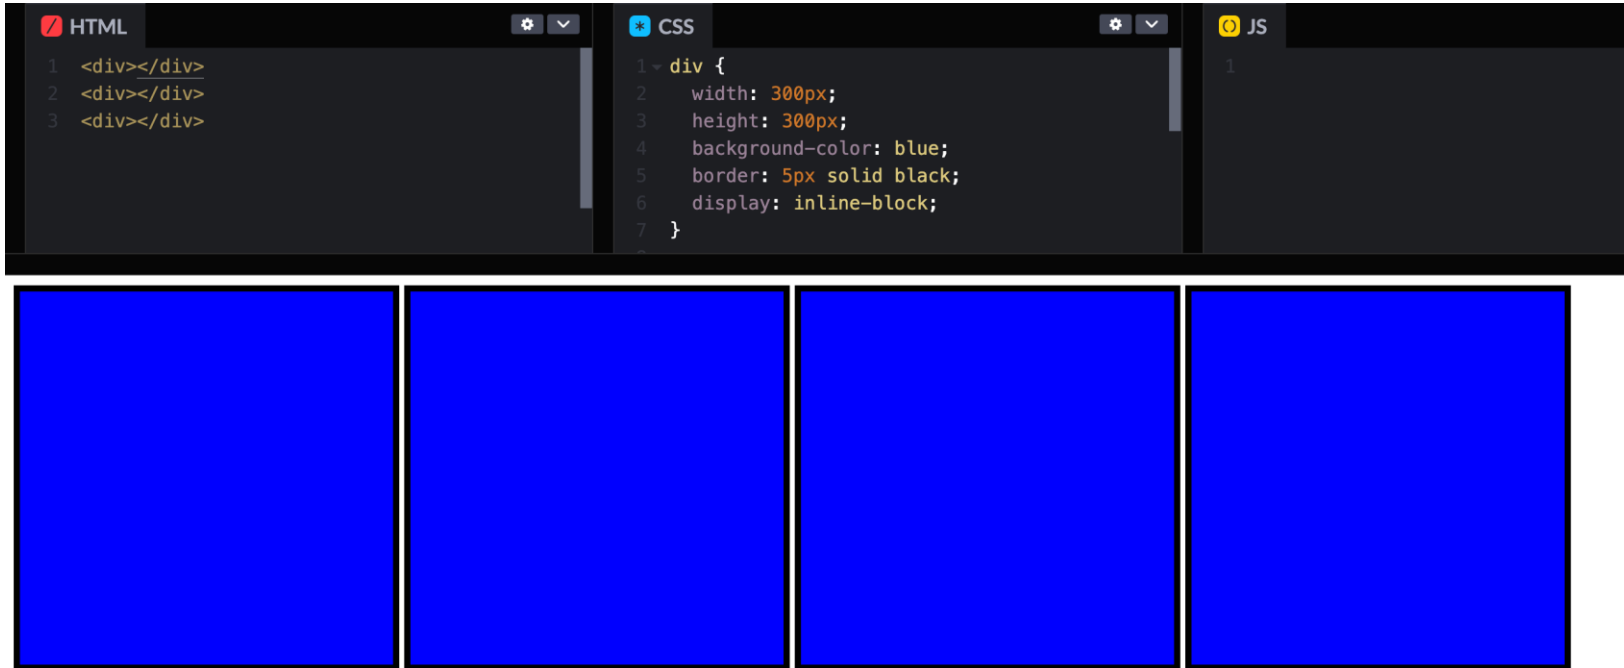 HTML
1 <div></div>
2 <div></div>
3 <div></div>
CSS
1 div {
2 width: 300px;
3 height: 300px;
4 background-color: blue;
5 border: 5px solid black;
6 display: inline-block;
7 }
JS
1